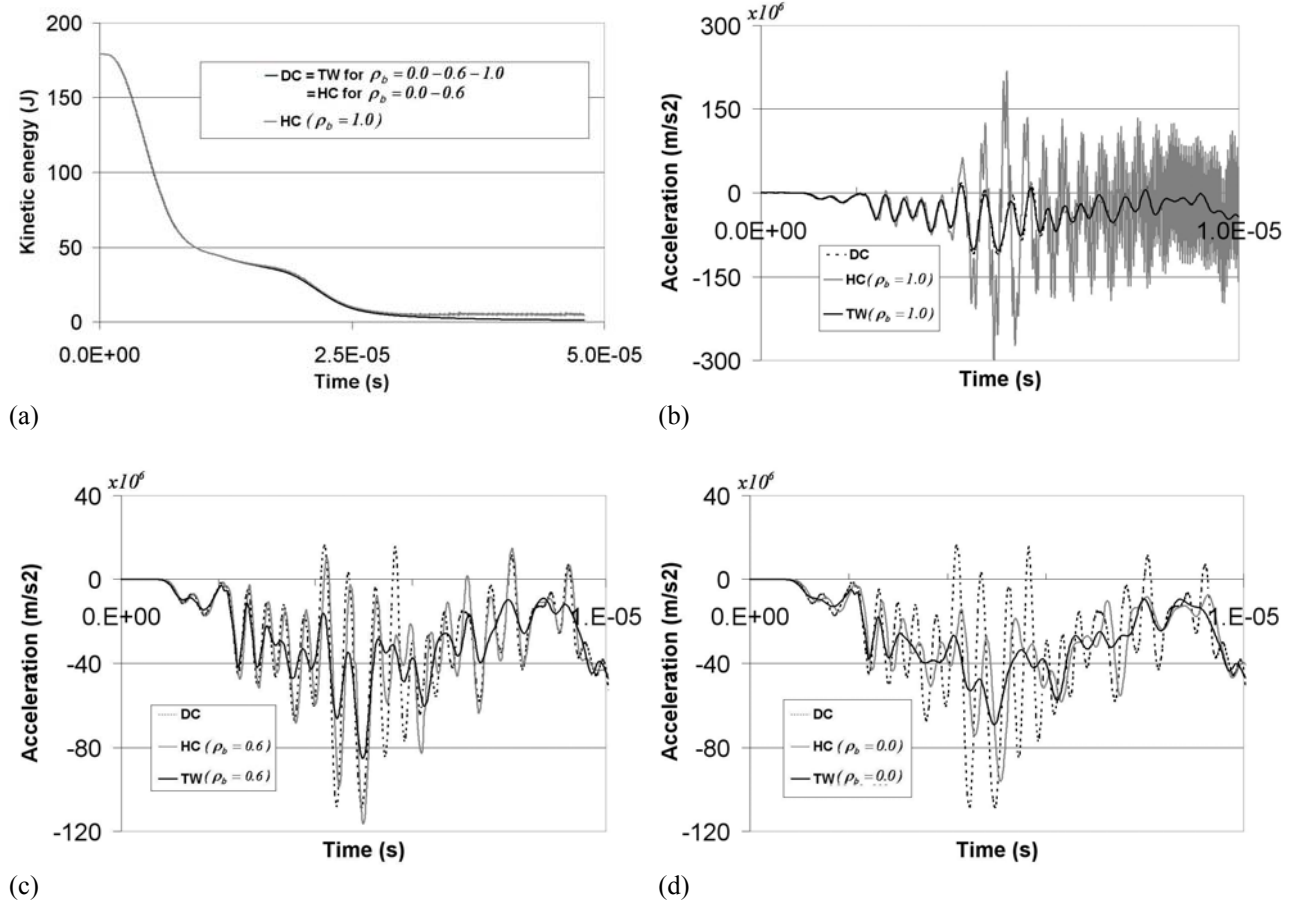 200
150
100
50
0
Kinetic energy (J)
DC = TW for ρb = 0.0 – 0.6 – 1.0
= HC for ρb = 0.0 – 0.6
HC (ρb = 1.0)
0.0E+00 2.5E-05 5.0E-05
Time (s)
(a)
x10⁶
300
150
0
-150
-300
Acceleration (m/s2)
0.0E+00 1.0E-05
DC
HC (ρb = 1.0)
TW (ρb = 1.0)
Time (s)
(b)
x10⁶
40
0
-40
-80
-120
Acceleration (m/s2)
0.0E+00 1.0E-05
DC
HC (ρb = 0.6)
TW (ρb = 0.6)
Time (s)
(c)
x10⁶
40
0
-40
-80
-120
Acceleration (m/s2)
0.0E+00 1.0E-05
DC
HC (ρb = 0.0)
TW (ρb = 0.0)
Time (s)
(d)